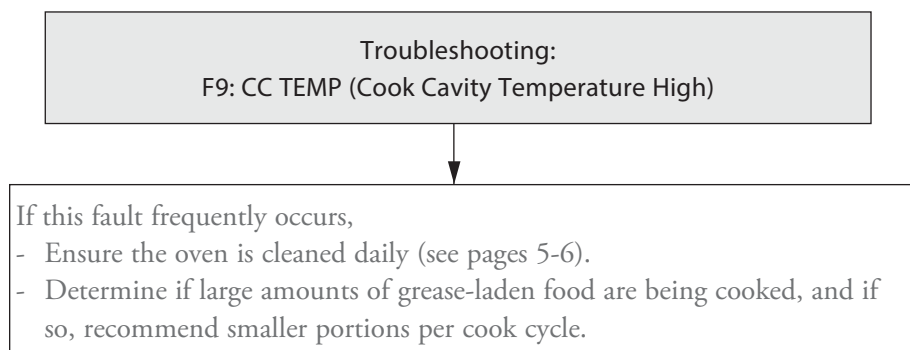 Troubleshooting:
F9: CC TEMP (Cook Cavity Temperature High)
If this fault frequently occurs,
- Ensure the oven is cleaned daily (see pages 5-6).
- Determine if large amounts of grease-laden food are being cooked, and if
so, recommend smaller portions per cook cycle.